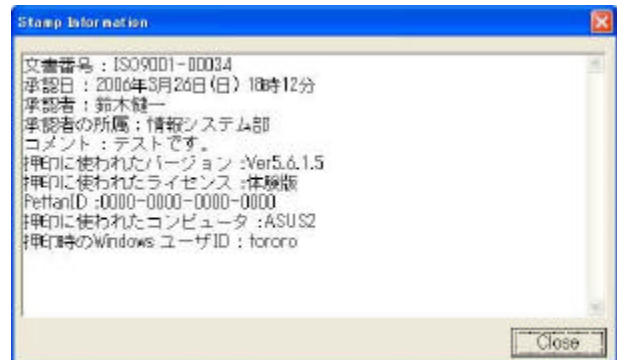 Stamp Information
文書番号：ISO9001-00034
承認日：2006年3月26日(日) 18時12分
承認者：鈴木健一
承認者の所属：情報システム部
コメント：テストです。
押印に使われたバージョン：Ver5.6.1.5
押印に使われたライセンス：体験版
PettanID：0000-0000-0000-0000
押印に使われたコンピュータ：ASUS2
押印時のWindows ユーザID：tororo
Close